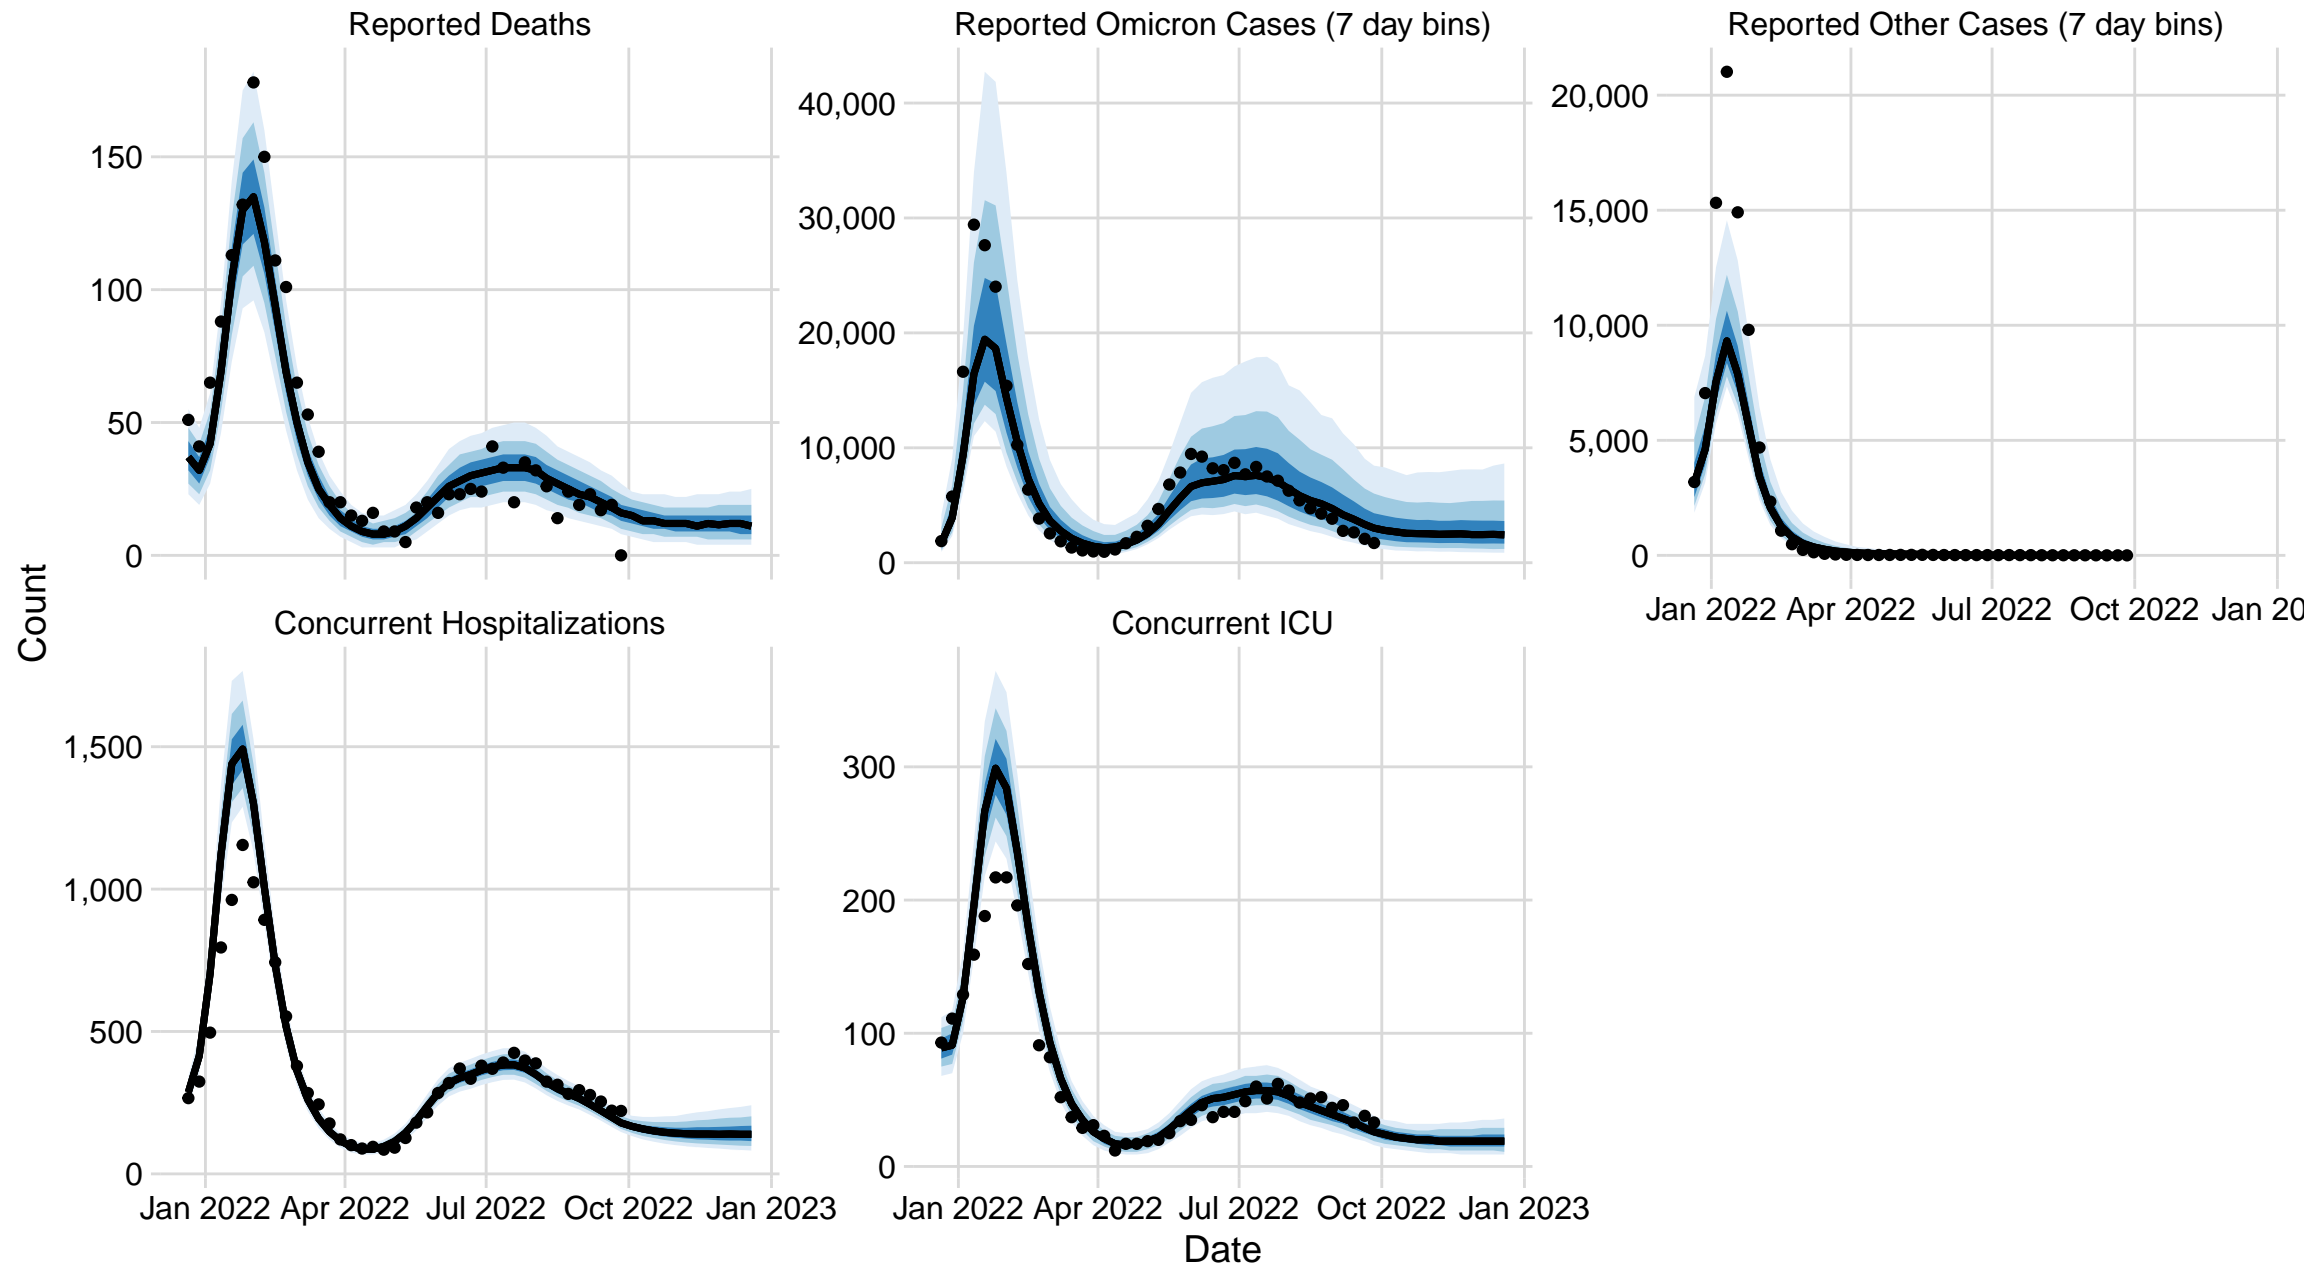 Reported Deaths
Reported Omicron Cases (7 day bins)
Reported Other Cases (7 day bins)
150
100
50
0
40,000
30,000
20,000
10,000
0
20,000
15,000
10,000
5,000
0
Jan 2022 Apr 2022 Jul 2022 Oct 2022 Jan 20
Count
Concurrent Hospitalizations
Concurrent ICU
1,500
1,000
500
0
300
200
100
0
Jan 2022 Apr 2022 Jul 2022 Oct 2022 Jan 2023
Jan 2022 Apr 2022 Jul 2022 Oct 2022 Jan 2023
Date